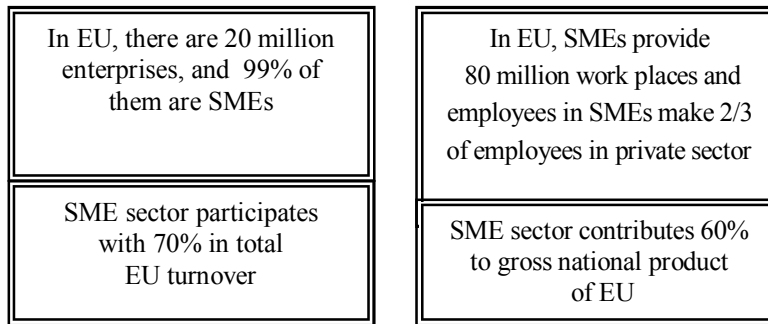 In EU, there are 20 million
enterprises, and 99% of
them are SMEs
In EU, SMEs provide
80 million work places and
employees in SMEs make 2/3
of employees in private sector
SME sector participates
with 70% in total
EU turnover
SME sector contributes 60%
to gross national product
of EU